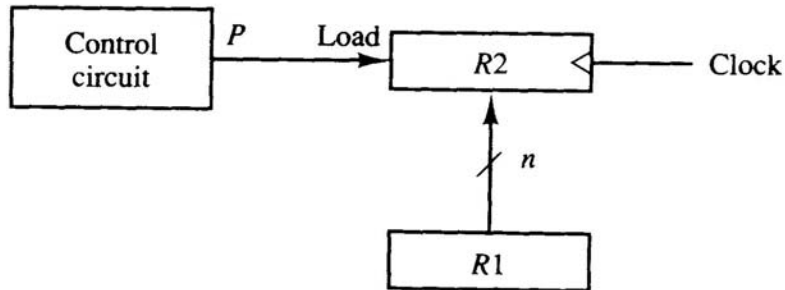 Control
circuit
P
Load
R2
Clock
n
R1